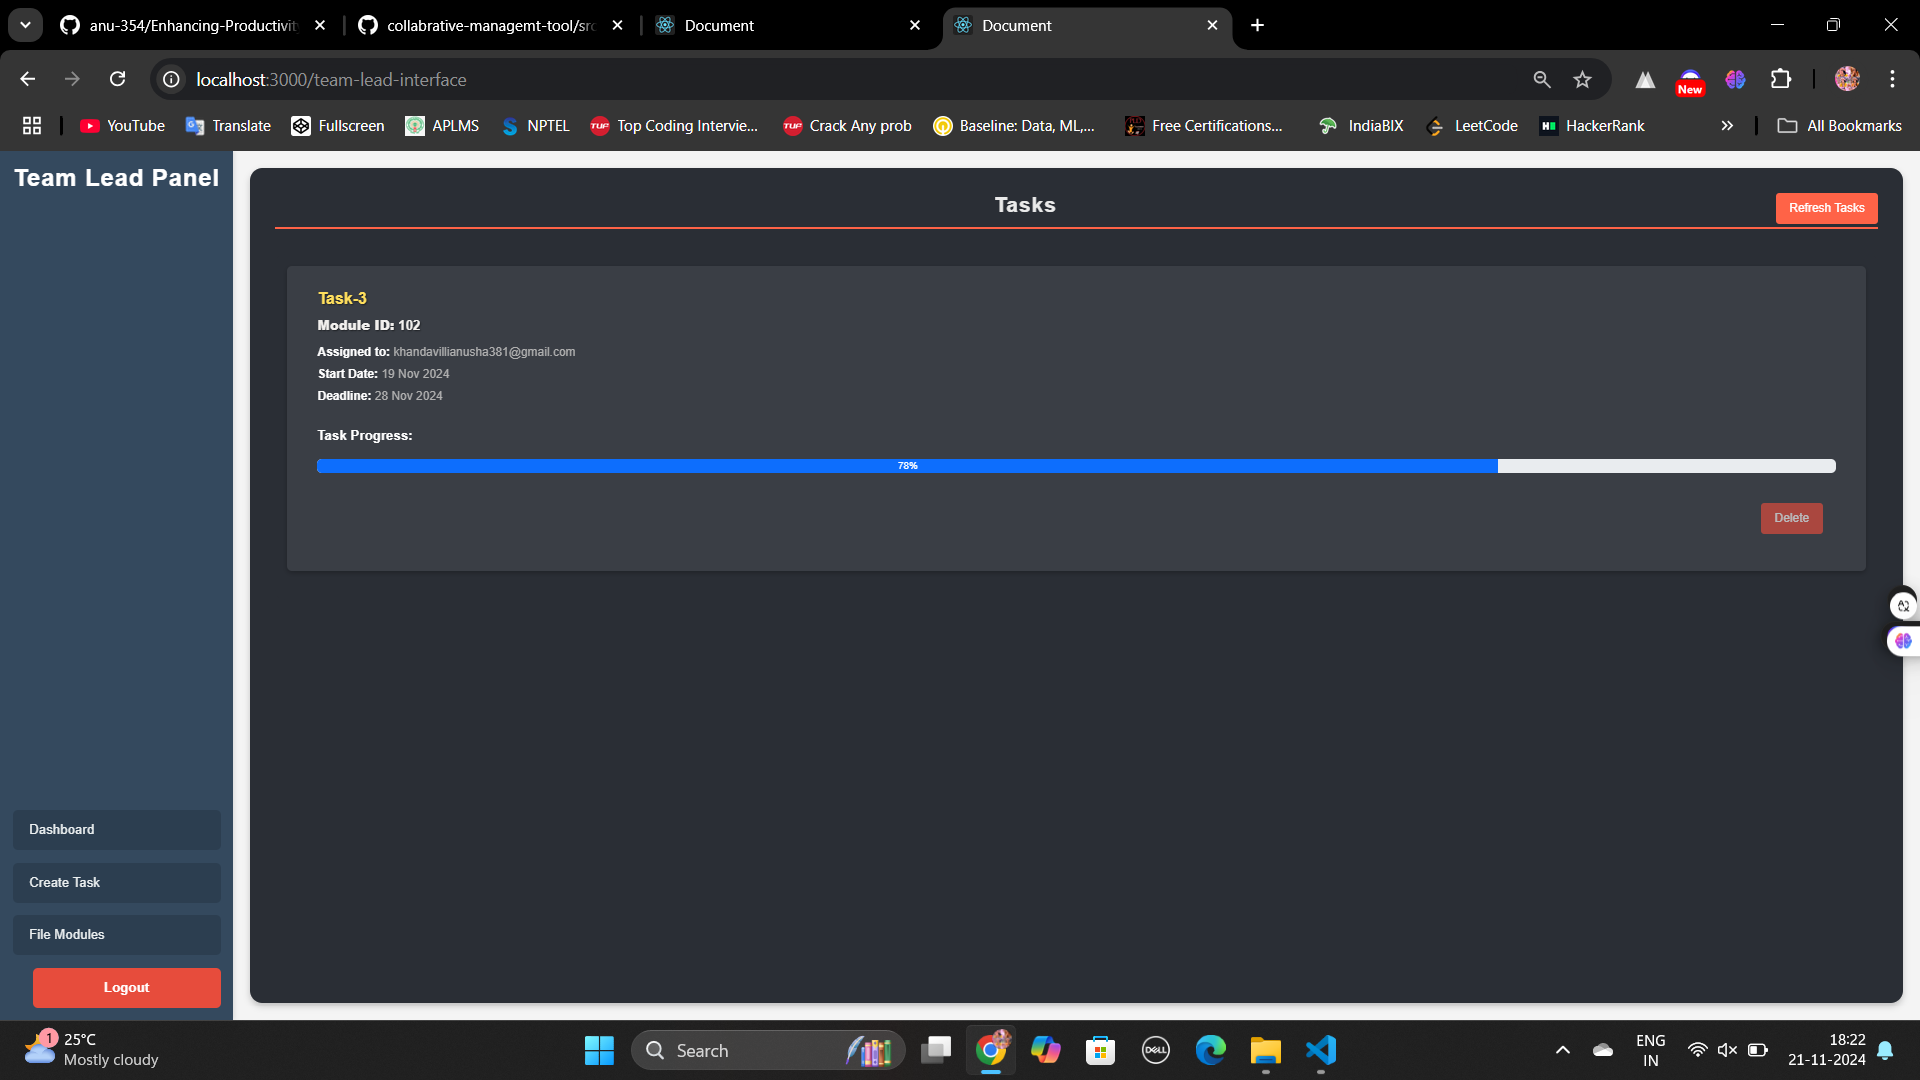 anu-354/Enhancing-Productivity
collabrative-managemt-tool/src
Document
Document
localhost:3000/team-lead-interface
New
YouTube
Translate
Fullscreen
APLMS
NPTEL
TUF
Top Coding Intervie...
TUF
Crack Any prob
Baseline: Data, ML,...
Free Certifications...
IndiaBIX
LeetCode
HackerRank
All Bookmarks
Team Lead Panel
Dashboard
Create Task
File Modules
Logout
Tasks
Refresh Tasks
Task-3
Module ID: 102
Assigned to: khandavillianusha381@gmail.com
Start Date: 19 Nov 2024
Deadline: 28 Nov 2024
Task Progress:
78%
Delete
1
25°C
Mostly cloudy
Search
DELL
ENG
IN
18:22
21-11-2024